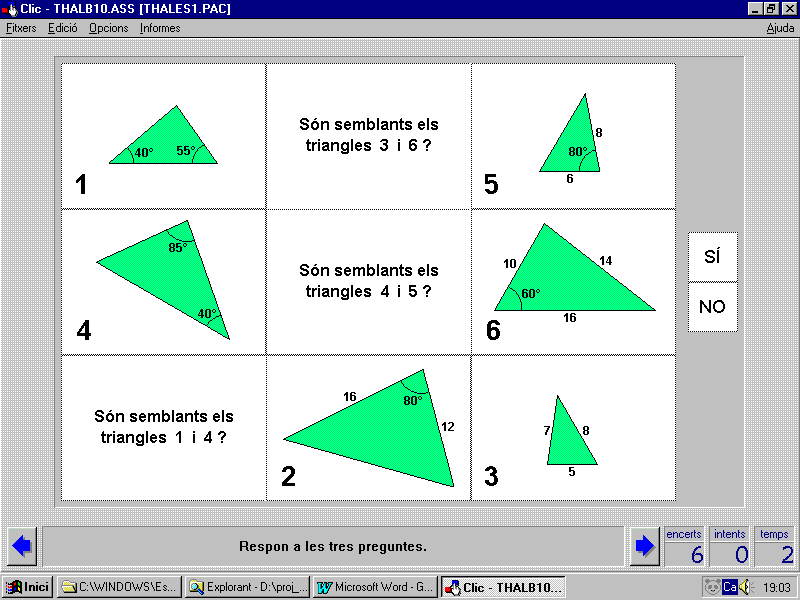 Clic - THALB10.ASS [THALES1.PAC]
Fitxers Edició Opcions Informes Ajuda
40° 55°
1
Són semblants els
triangles 3 i 6 ?
8
80°
6
5
85°
40°
4
Són semblants els
triangles 4 i 5 ?
10 14
60°
16
6
SÍ
NO
Són semblants els
triangles 1 i 4 ?
16
80°
12
2
7 8
5
3
Respon a les tres preguntes.
encerts intents temps
6 0 2
Inici C:\WINDOWS\Es... Explorant - D:\proj_... Microsoft Word - G... Clic - THALB10... Ca 19:03